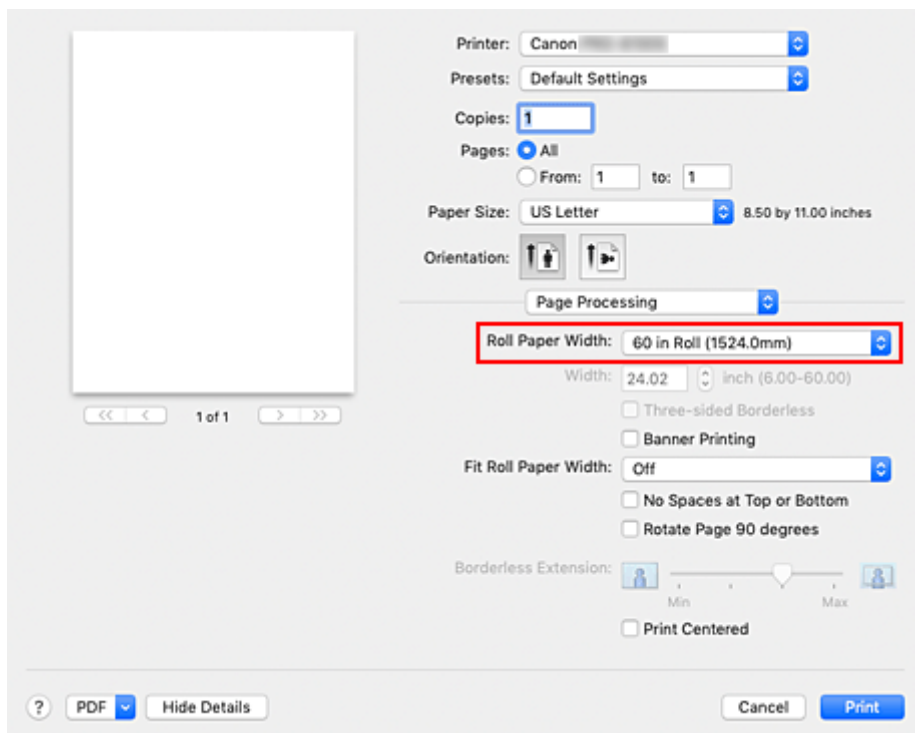 Printer: Canon
Presets: Default Settings
Copies: 1
Pages: All
From: 1 to: 1
Paper Size: US Letter 8.50 by 11.00 inches
Orientation:
Page Processing
Roll Paper Width: 60 in Roll (1524.0mm)
Width: 24.02 inch (6.00-60.00)
Three-sided Borderless
Banner Printing
Fit Roll Paper Width: Off
No Spaces at Top or Bottom
Rotate Page 90 degrees
Borderless Extension:
Min Max
Print Centered
<< < 1 of 1 > >>
? PDF Hide Details Cancel Print